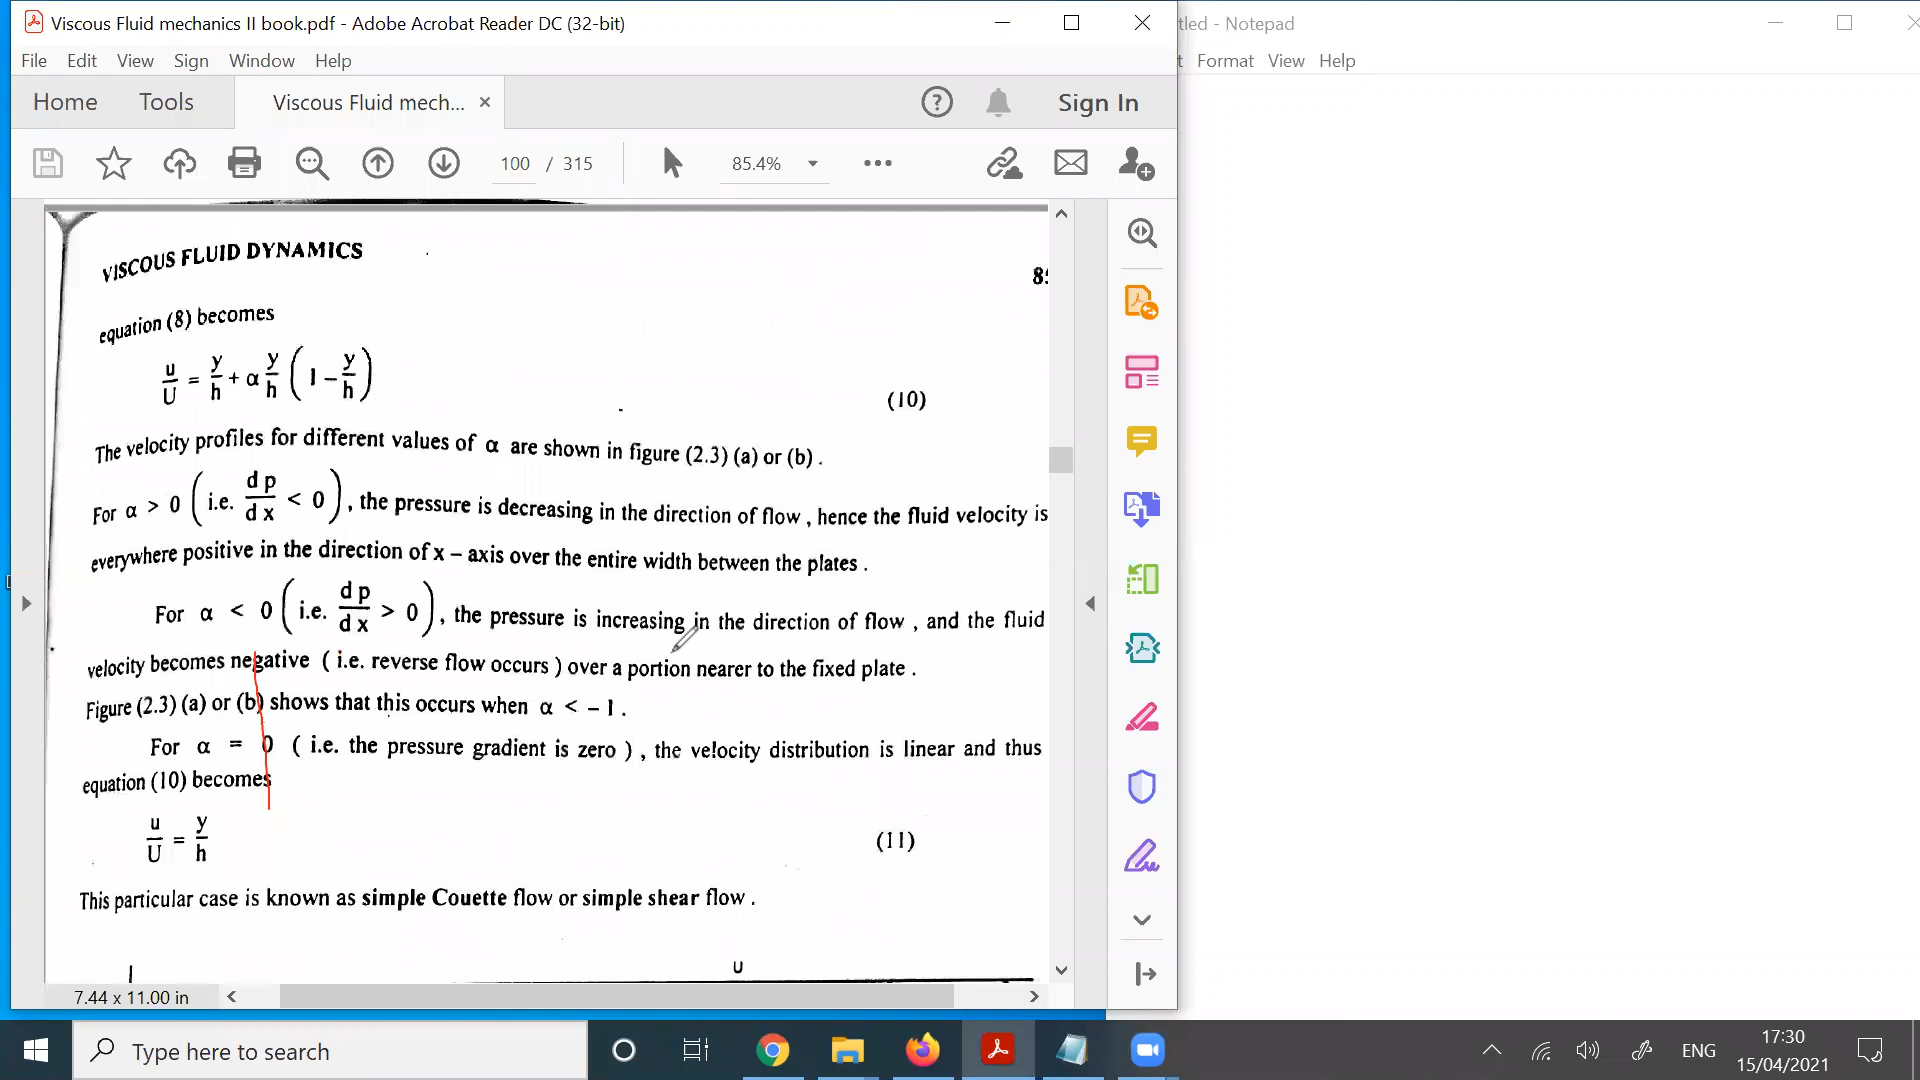 Viscous Fluid mechanics II book.pdf - Adobe Acrobat Reader DC (32-bit)
tled - Notepad
File Edit View Sign Window Help
t Format View Help
Home Tools Viscous Fluid mech... × Sign In
100 / 315 85.4%
VISCOUS FLUID DYNAMICS
equation (8) becomes
u/U = y/h + α y/h ( 1 − y/h ) (10)
The velocity profiles for different values of α are shown in figure (2.3) (a) or (b) .
For α > 0 ( i.e. d p/d x < 0 ) , the pressure is decreasing in the direction of flow , hence the fluid velocity is
everywhere positive in the direction of x – axis over the entire width between the plates .
For α < 0 ( i.e. d p/d x > 0 ) , the pressure is increasing in the direction of flow , and the fluid
velocity becomes negative ( i.e. reverse flow occurs ) over a portion nearer to the fixed plate .
Figure (2.3) (a) or (b) shows that this occurs when α < − 1 .
For α = 0 ( i.e. the pressure gradient is zero ) , the velocity distribution is linear and thus
equation (10) becomes
u/U = y/h (11)
This particular case is known as simple Couette flow or simple shear flow .
U
7.44 x 11.00 in
Type here to search
ENG
17:30
15/04/2021